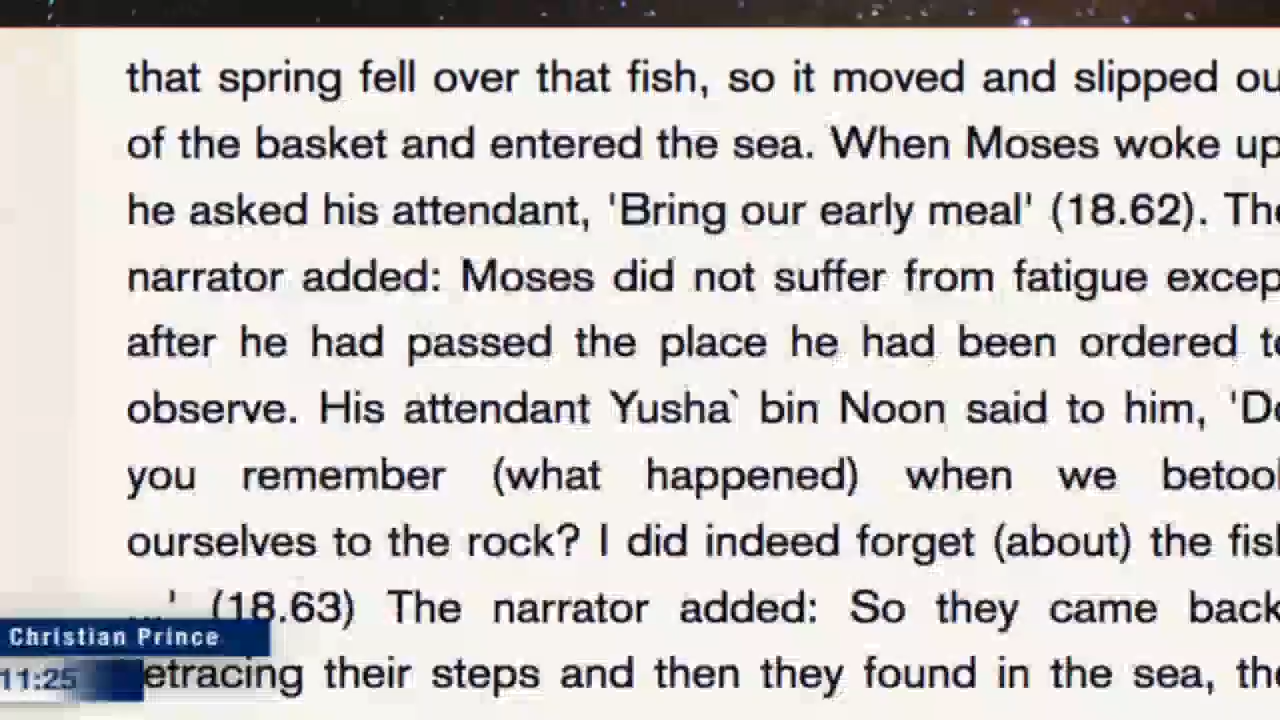 that spring fell over that fish, so it moved and slipped ou
of the basket and entered the sea. When Moses woke up
he asked his attendant, 'Bring our early meal' (18.62). The
narrator added: Moses did not suffer from fatigue excep
after he had passed the place he had been ordered to
observe. His attendant Yusha` bin Noon said to him, 'Do
you remember (what happened) when we betoo
ourselves to the rock? I did indeed forget (about) the fish
...' (18.63) The narrator added: So they came back
etracing their steps and then they found in the sea, the
Christian Prince
11:25